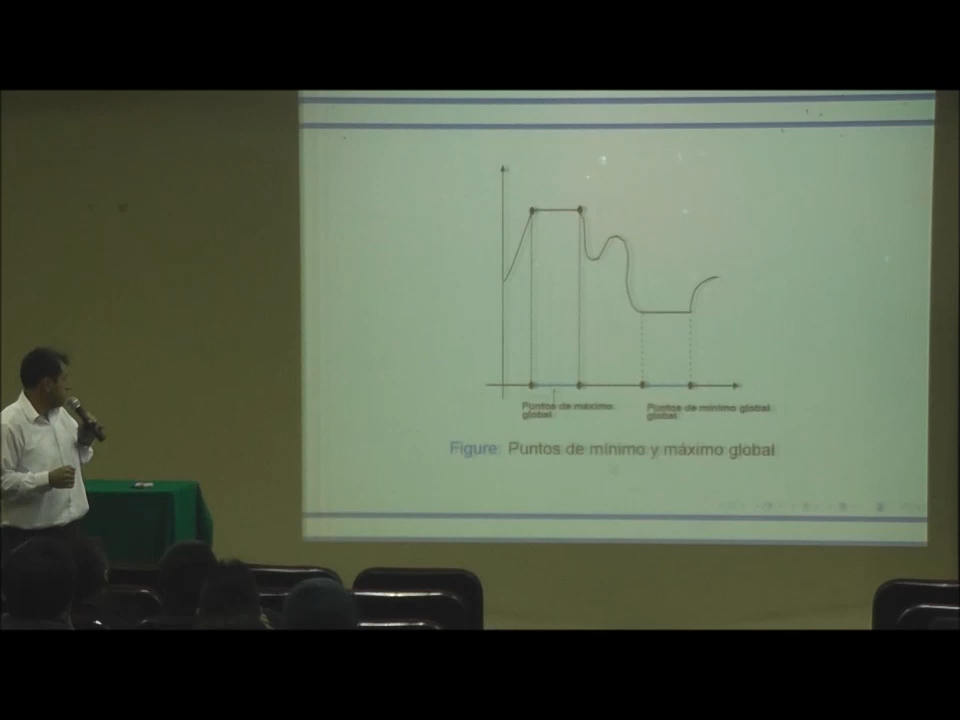 Puntos de máximo
global
Puntos de mínimo global
global
Figure: Puntos de mínimo y máximo global